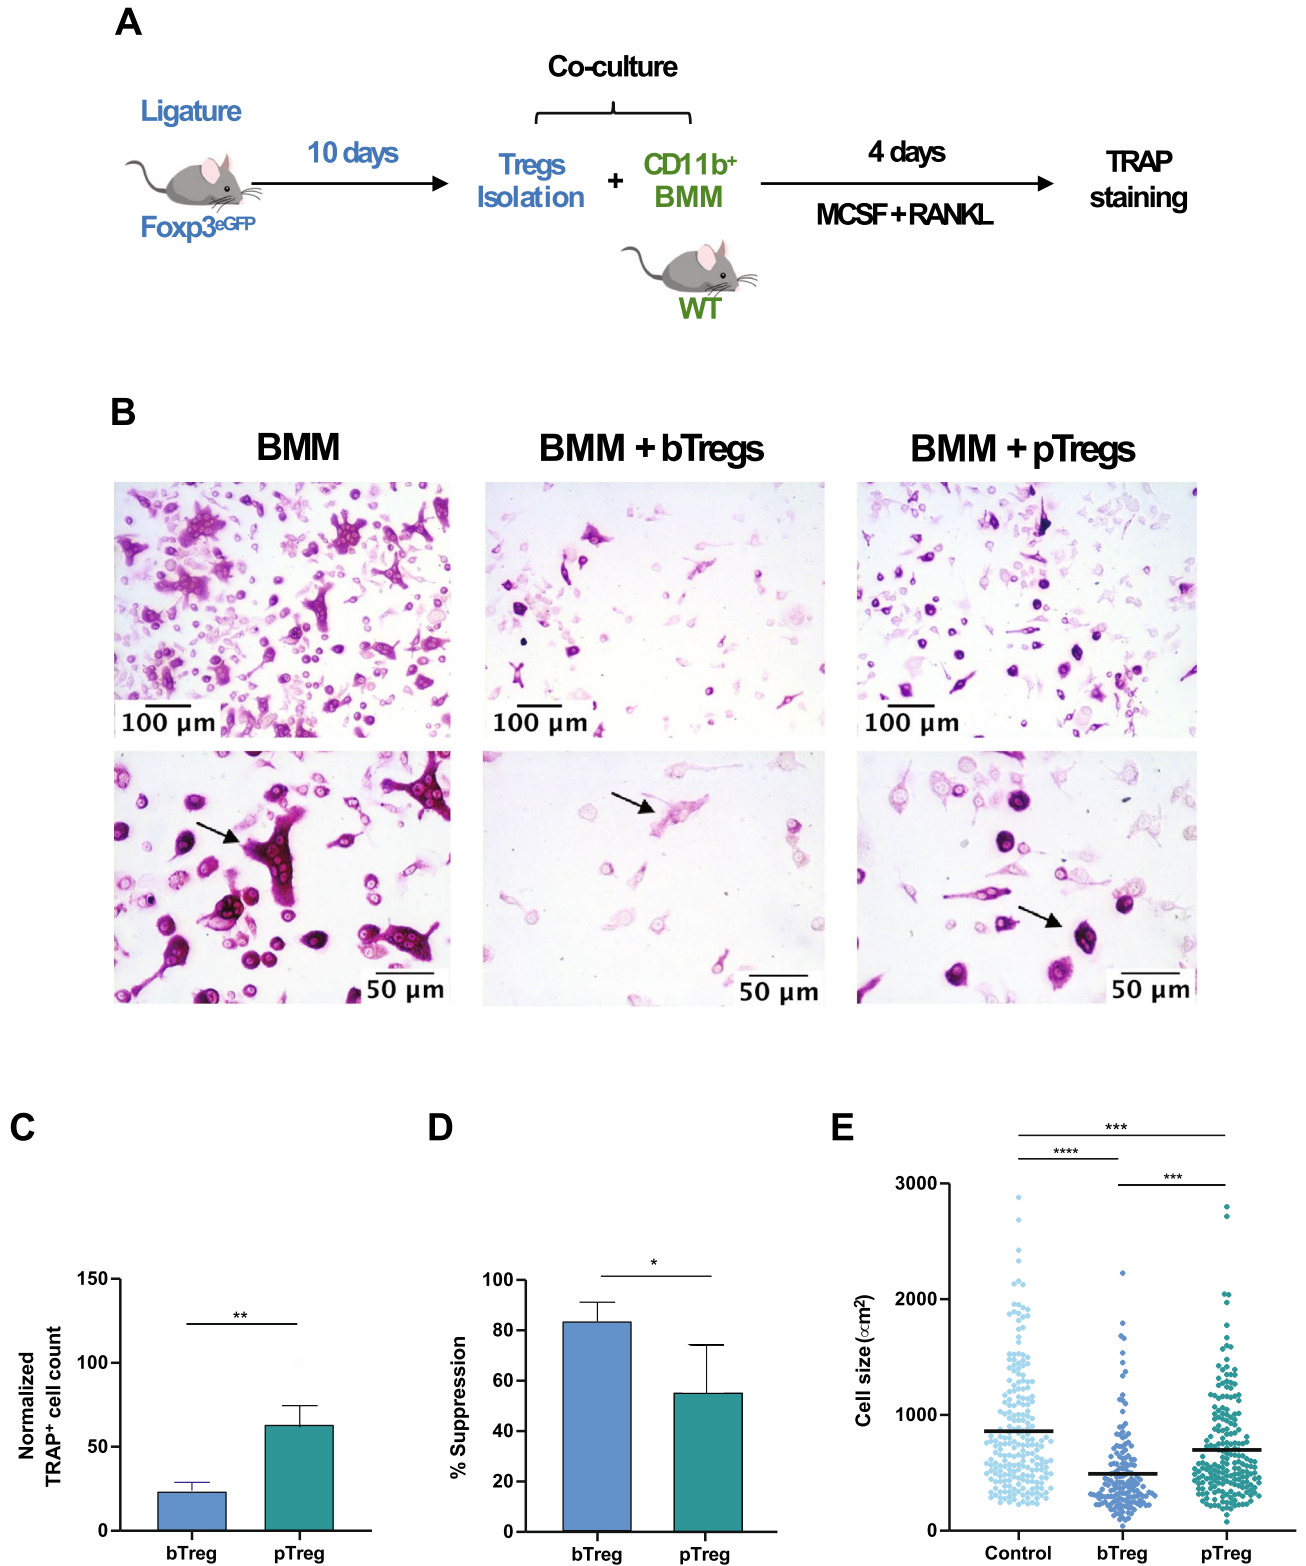 A
Co-culture
Ligature
10 days
Tregs
Isolation
+
CD11b⁺
BMM
4 days
MCSF + RANKL
TRAP
staining
Foxp3ᵉᴳᶠᴾ
WT
B
BMM
BMM + bTregs
BMM + pTregs
100 µm
100 µm
100 µm
50 µm
50 µm
50 µm
C
Normalized
TRAP⁺ cell count
150
100
50
0
**
bTreg
pTreg
D
% Suppression
100
80
60
40
20
0
*
bTreg
pTreg
E
***
****
***
Cell size (∝m²)
3000
2000
1000
0
Control
bTreg
pTreg